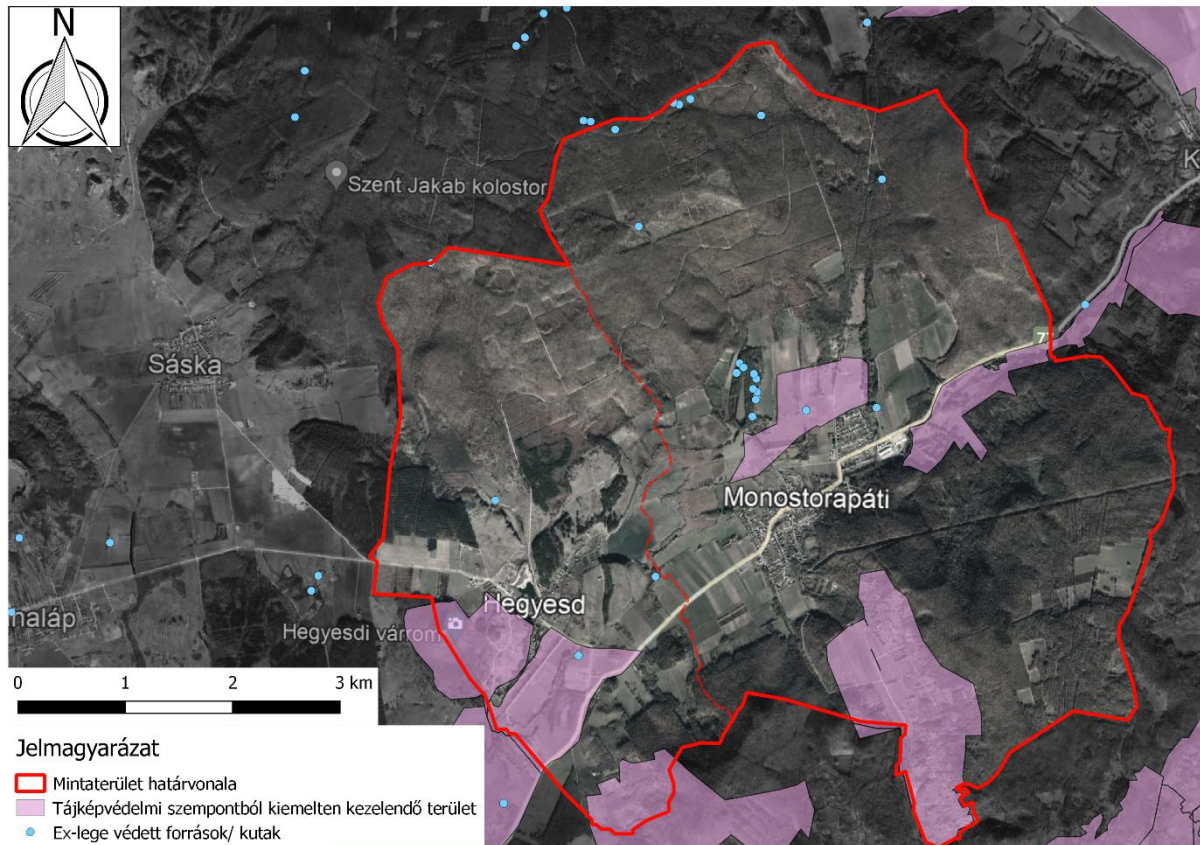 N
Szent Jakab kolostor
K
Sáska
7
Monostorapáti
Hegyesd
naláp
Hegyesdi várrom
0 1 2 3 km
Jelmagyarázat
Mintaterület határvonala
Tájképvédelmi szempontból kiemelten kezelendő terület
Ex-lege védett források/ kutak